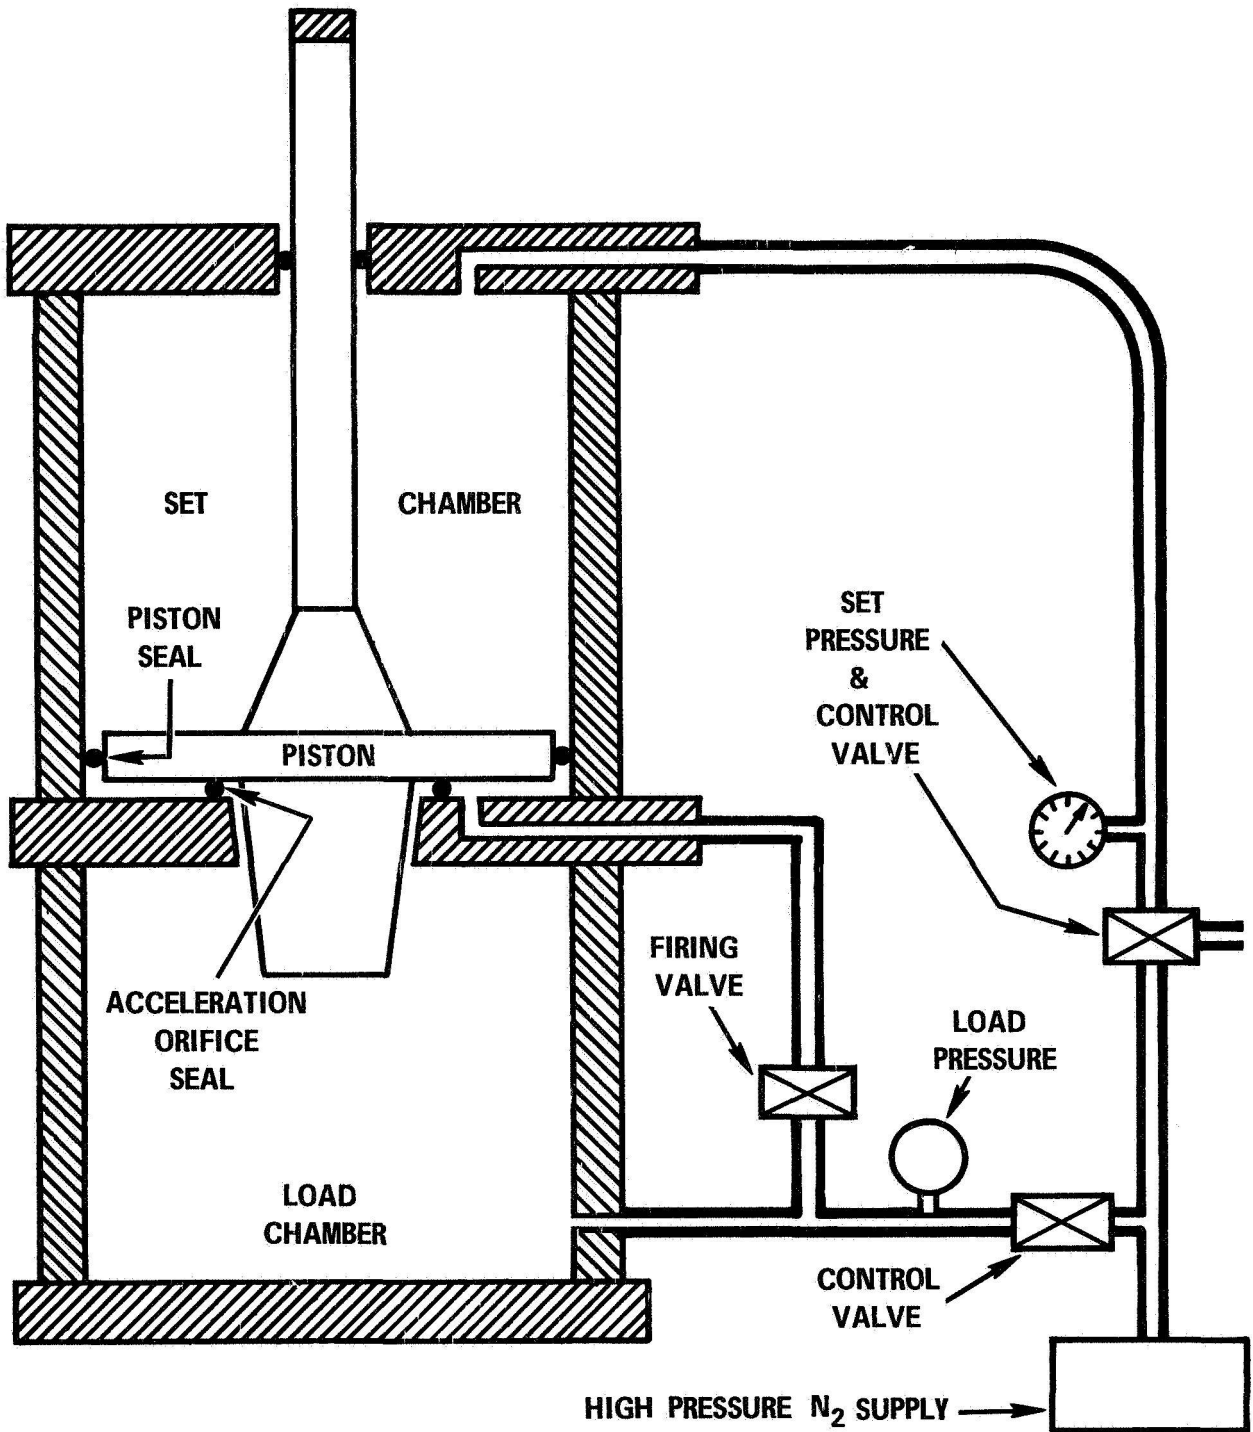 SET CHAMBER
PISTON
SEAL
PISTON
SET
PRESSURE
&
CONTROL
VALVE
FIRING
VALVE
ACCELERATION
ORIFICE
SEAL
LOAD
PRESSURE
LOAD
CHAMBER
CONTROL
VALVE
HIGH PRESSURE N₂ SUPPLY